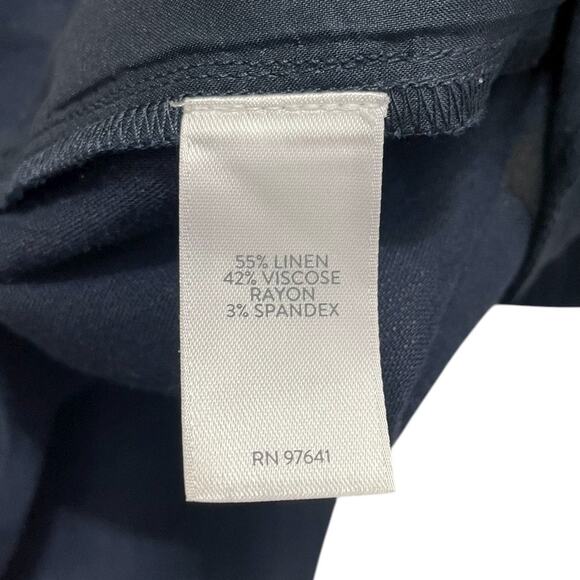 55% LINEN
42% VISCOSE
RAYON
3% SPANDEX
RN 97641